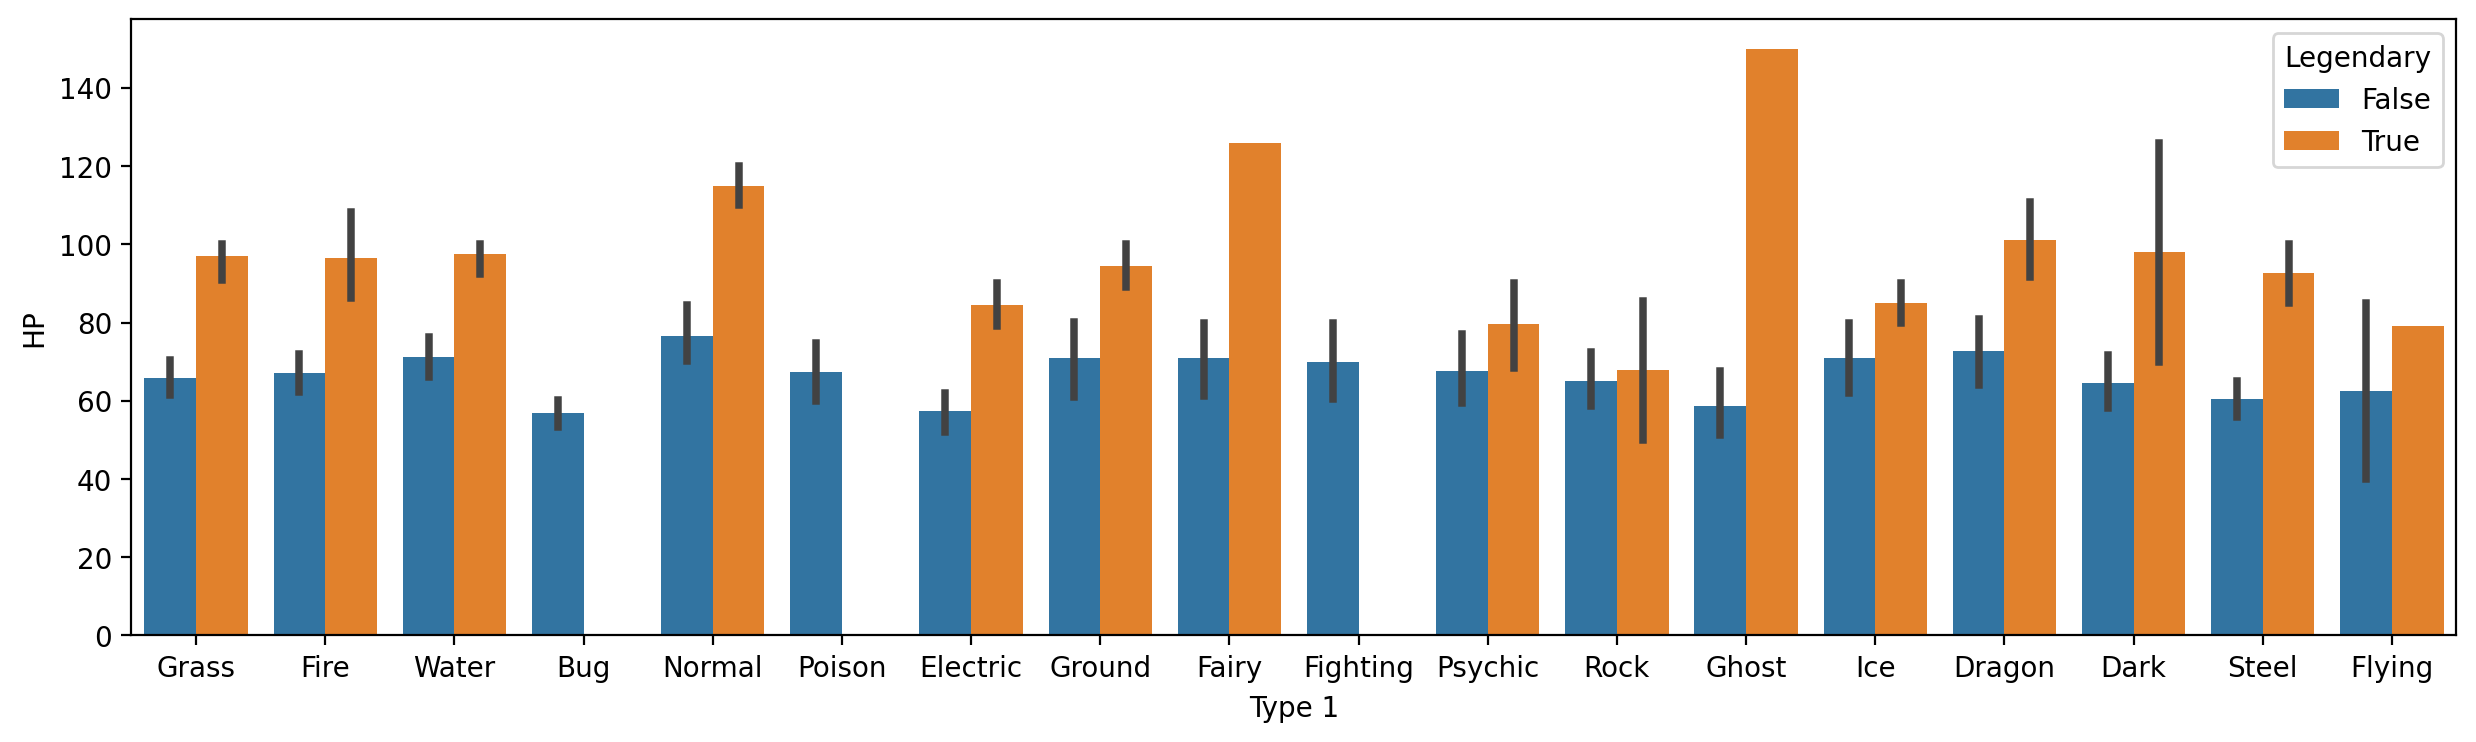 Legendary
False
True
HP
140
120
100
80
60
40
20
0
Grass Fire Water Bug Normal Poison Electric Ground Fairy Fighting Psychic Rock Ghost Ice Dragon Dark Steel Flying
Type 1